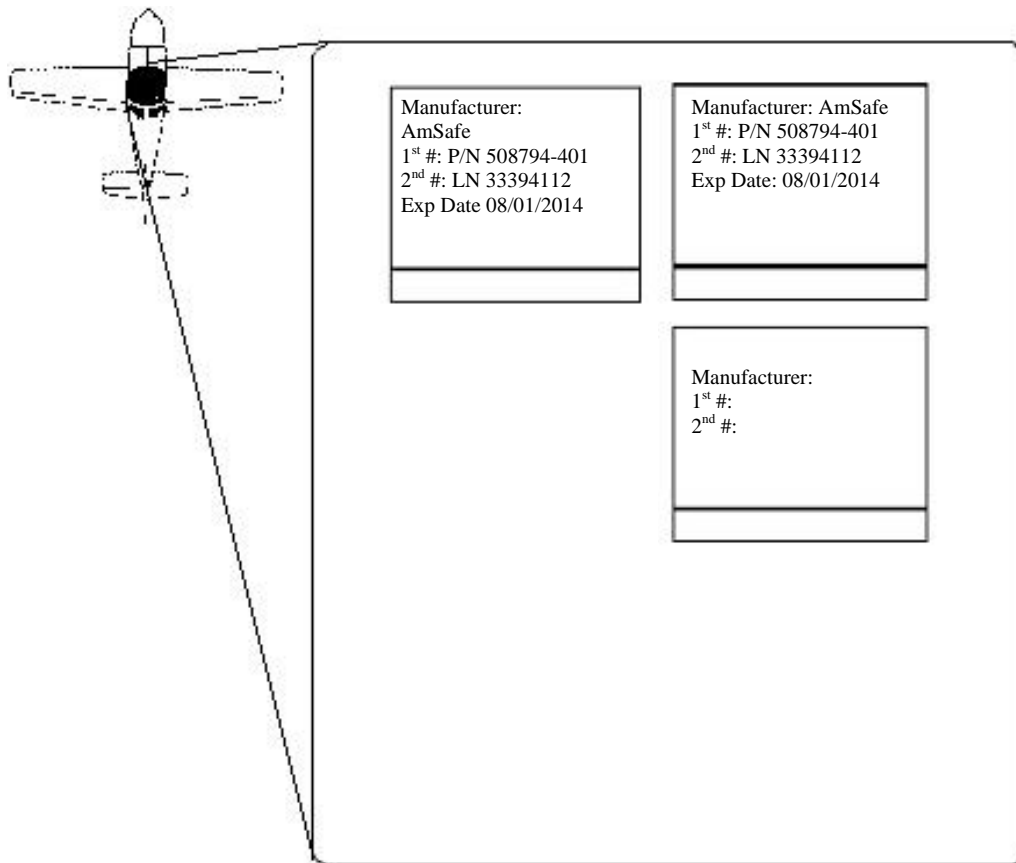 Manufacturer:
AmSafe
1st #: P/N 508794-401
2nd #: LN 33394112
Exp Date 08/01/2014
Manufacturer: AmSafe
1st #: P/N 508794-401
2nd #: LN 33394112
Exp Date: 08/01/2014
Manufacturer:
1st #:
2nd #: